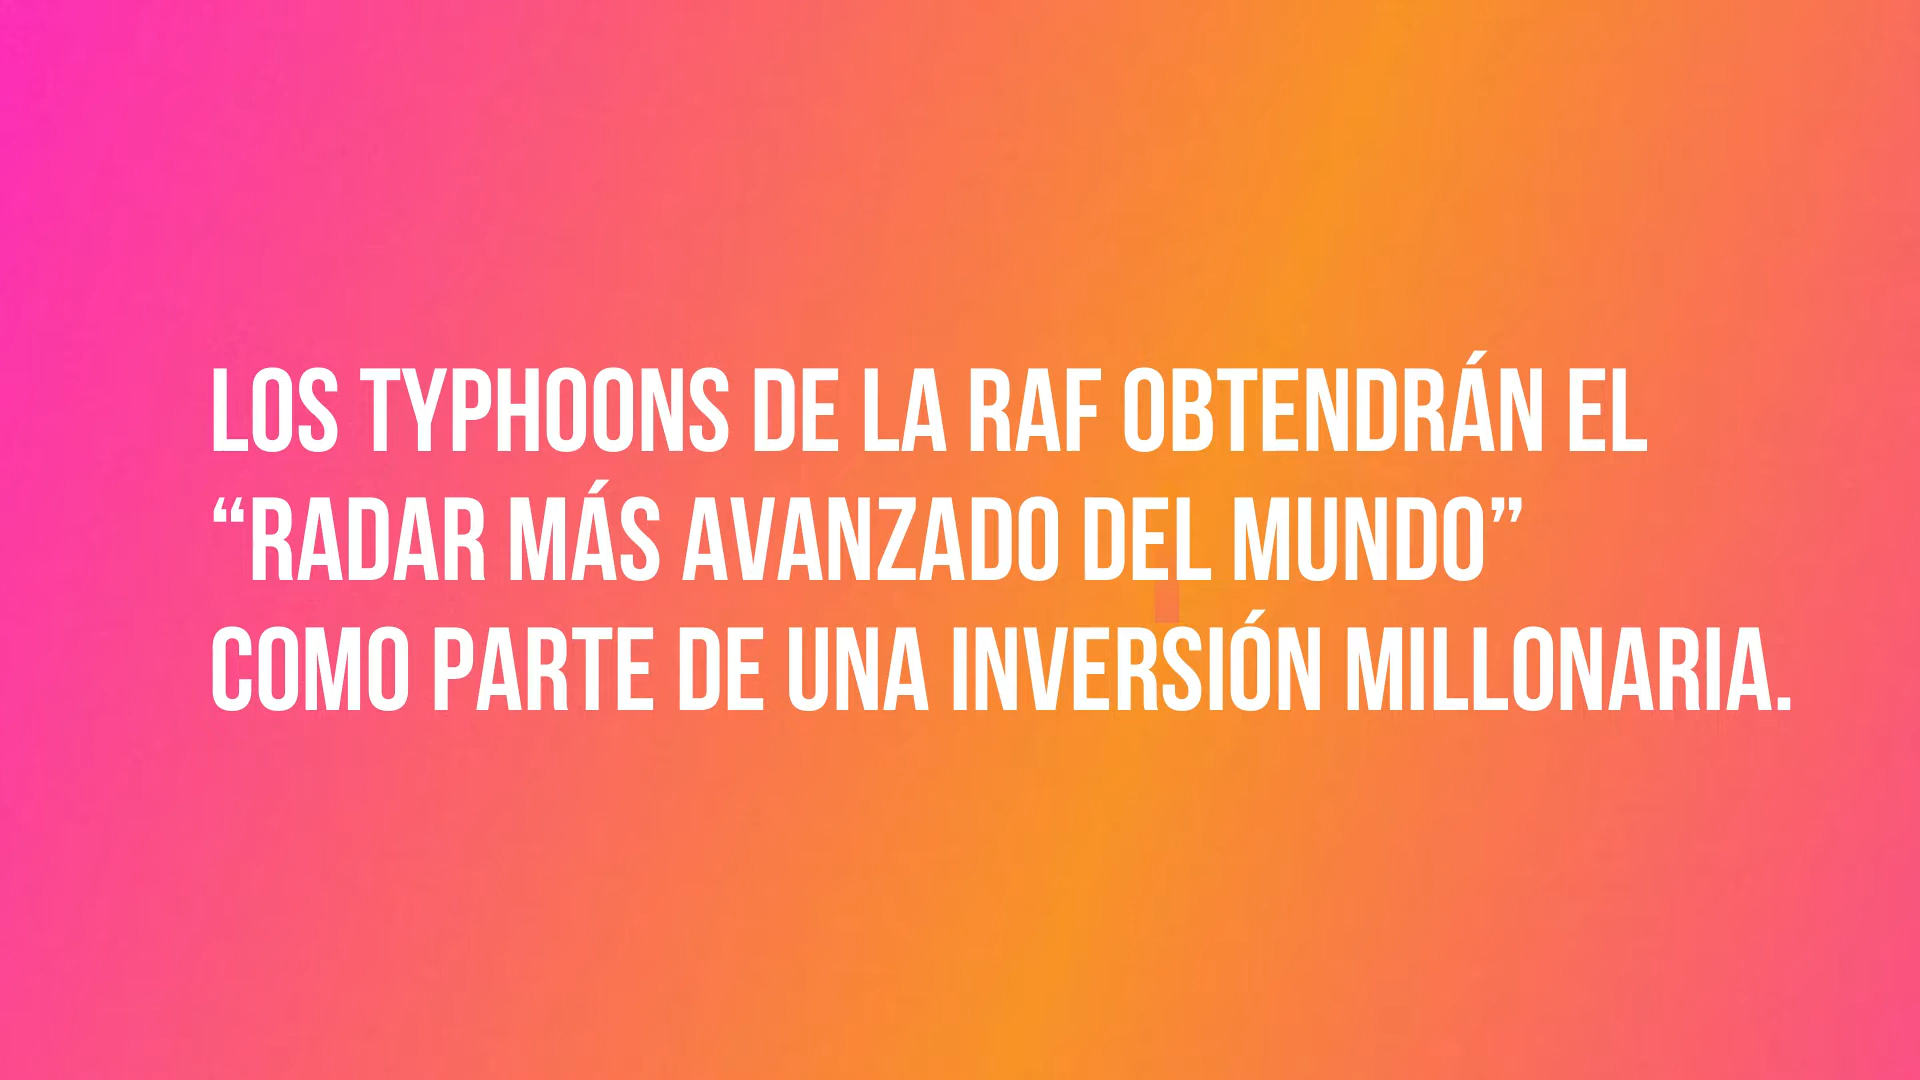 LOS TYPHOONS DE LA RAF OBTENDRÁN EL
“RADAR MÁS AVANZADO DEL MUNDO”
COMO PARTE DE UNA INVERSIÓN MILLONARIA.